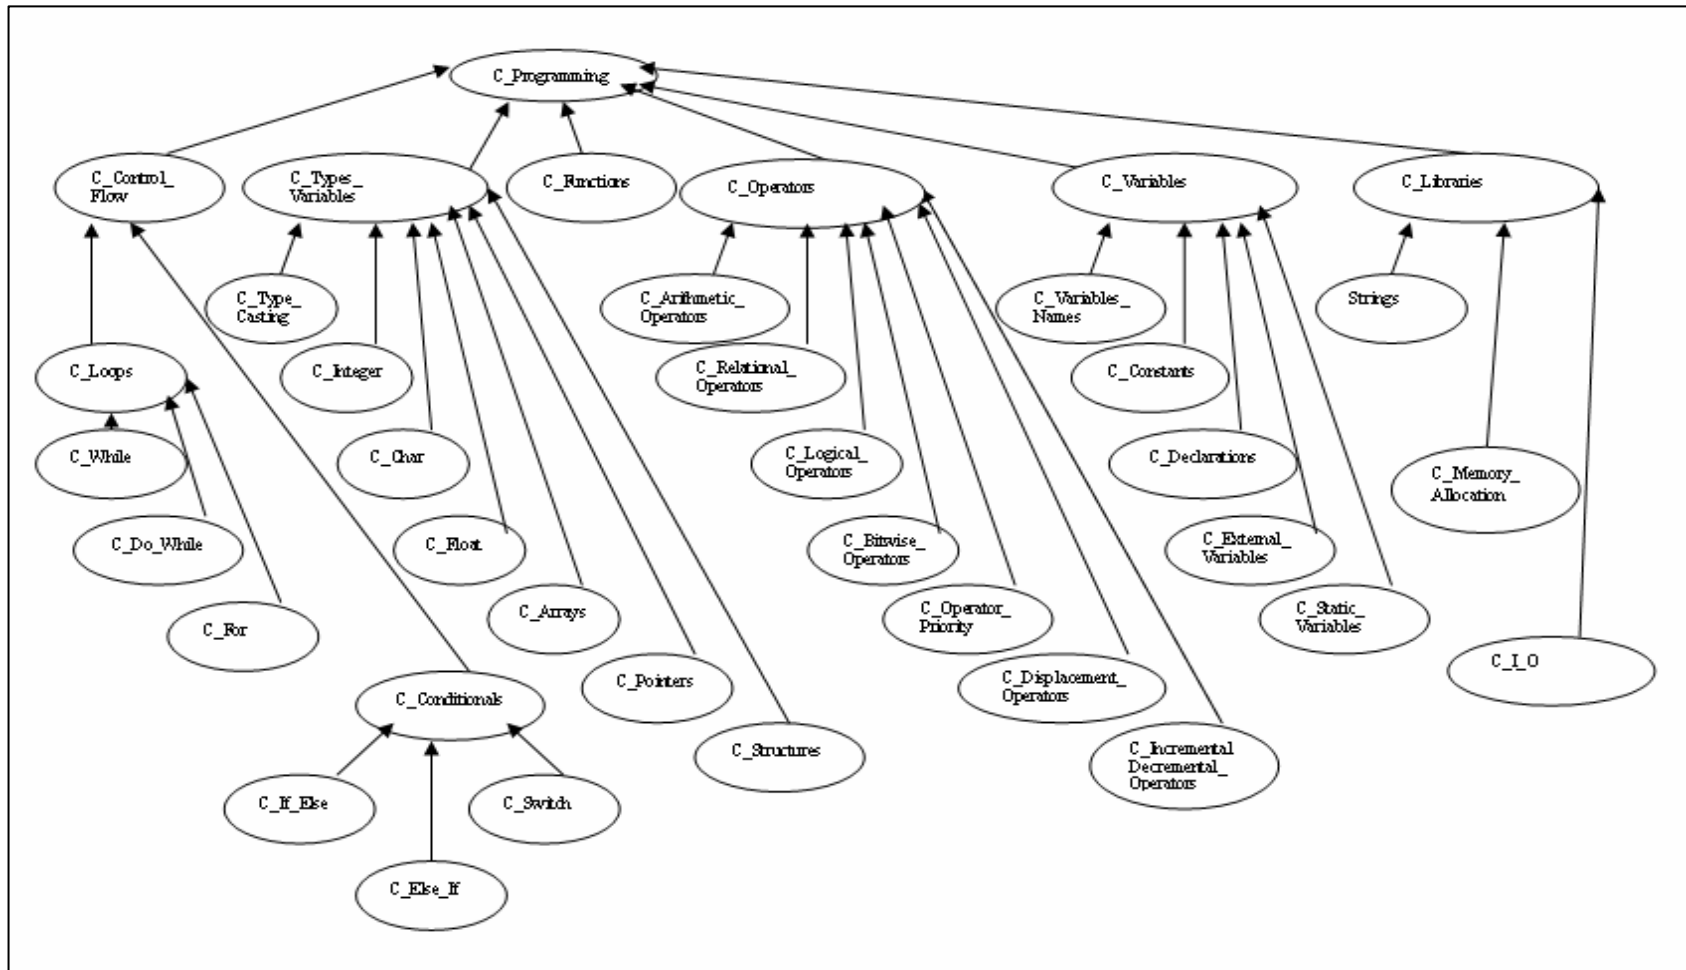 C_Programming
C_Control_
Flow
C_Types_
Variables
C_Functions
C_Operators
C_Variables
C_Libraries
C_Type_
Casting
C_Arithmetic_
Operators
C_Variables_
Names
Strings
C_Loops
C_Integer
C_Relational_
Operators
C_Constants
C_While
C_Char
C_Logical_
Operators
C_Declarations
C_Memory_
Allocation
C_Do_While
C_Float
C_Bitwise_
Operators
C_External_
Variables
C_For
C_Arrays
C_Operator_
Priority
C_Static_
Variables
C_Conditionals
C_Pointers
C_Displacement_
Operators
C_I_O
C_Structures
C_Incremental
Decremental_
Operators
C_If_Else
C_Switch
C_Else_If